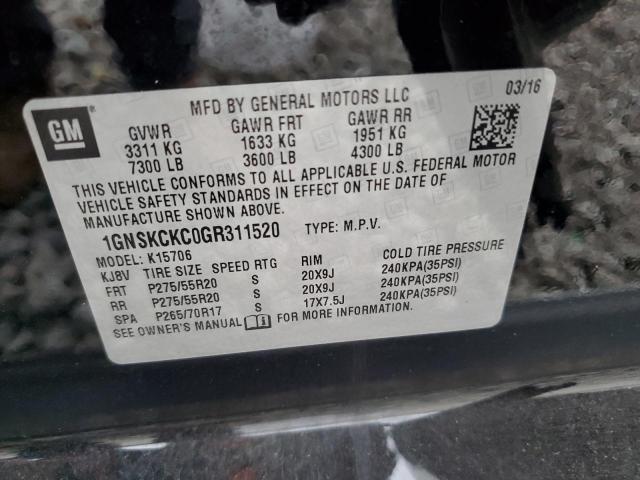 MFD BY GENERAL MOTORS LLC 03/16
GM
GVWR GAWR FRT GAWR RR
3311 KG 1633 KG 1951 KG
7300 LB 3600 LB 4300 LB
THIS VEHICLE CONFORMS TO ALL APPLICABLE U.S. FEDERAL MOTOR
VEHICLE SAFETY STANDARDS IN EFFECT ON THE DATE OF
MANUFACTURE SHOWN ABOVE.
1GNSKCKC0GR311520 TYPE: M.P.V.
MODEL: K15706
KJ8V TIRE SIZE SPEED RTG RIM COLD TIRE PRESSURE
FRT P275/55R20 S 20X9J 240KPA(35PSI)
RR P275/55R20 S 20X9J 240KPA(35PSI)
SPA P265/70R17 S 17X7.5J 240KPA(35PSI)
SEE OWNER'S MANUAL FOR MORE INFORMATION.